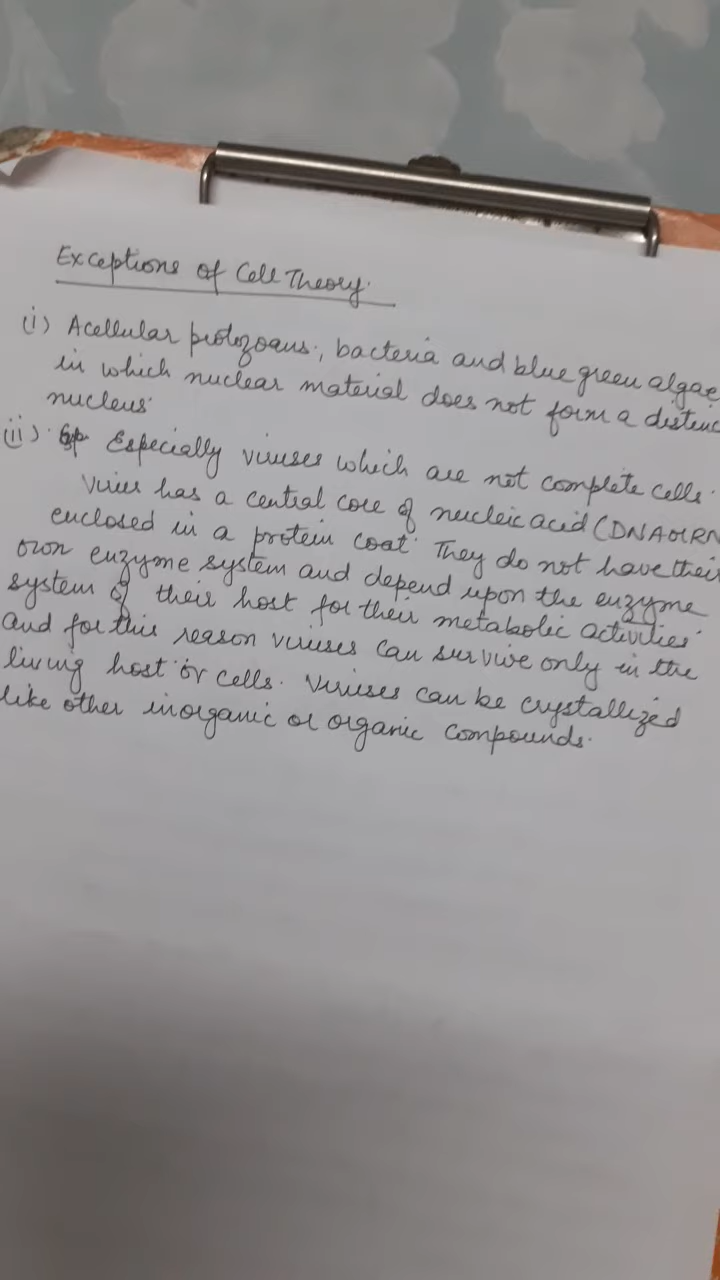 Exceptions of Cell Theory.
(i) Acellular protozoans, bacteria and blue green algae
in which nuclear material does not form a distinc
nucleus.
(ii). Especially viruses which are not complete cells.
Virus has a central core of nucleic acid (DNA or RN
enclosed in a protein coat. They do not have their
own enzyme system and depend upon the enzyme
system of their host for their metabolic activities.
and for this reason viruses can survive only in the
living host or cells. Viruses can be crystallized
like other inorganic or organic compounds.